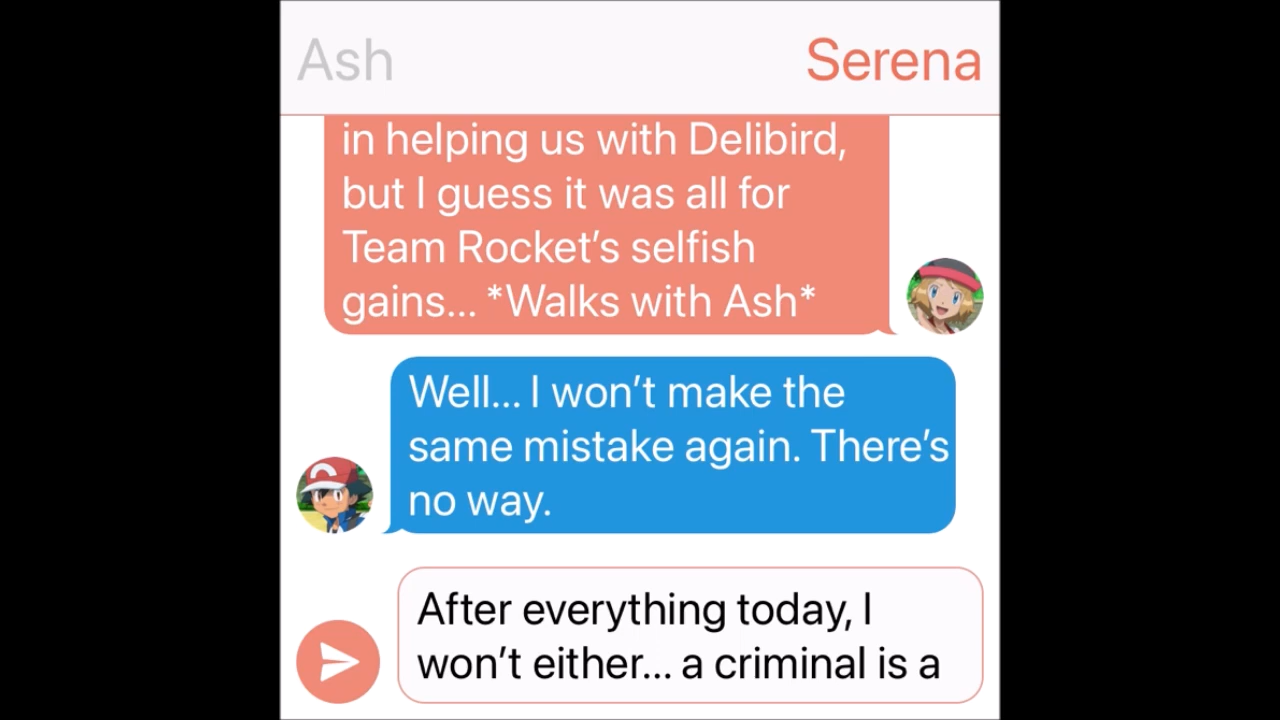 Ash
Serena
in helping us with Delibird,
but I guess it was all for
Team Rocket’s selfish
gains... *Walks with Ash*
Well... I won’t make the
same mistake again. There’s
no way.
After everything today, I
won’t either... a criminal is a